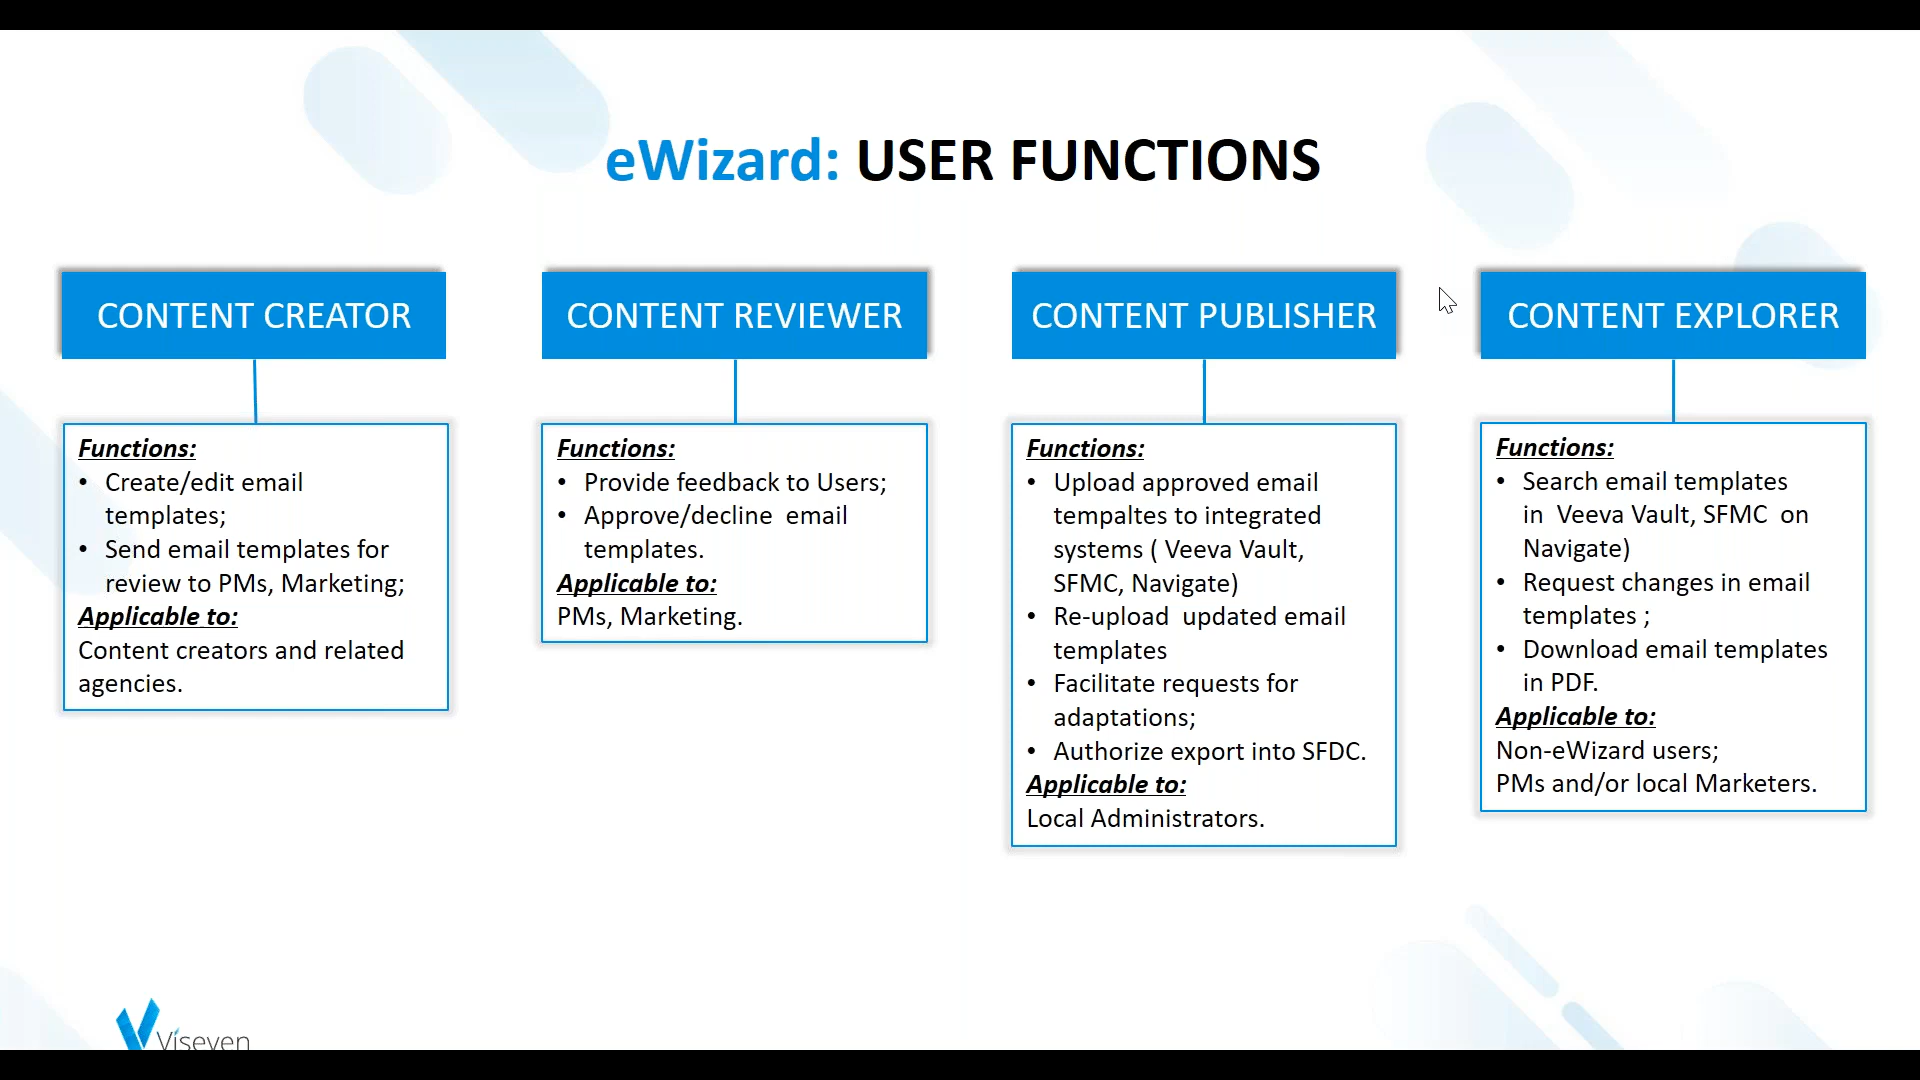 eWizard: USER FUNCTIONS
CONTENT CREATOR
Functions:
• Create/edit email
templates;
• Send email templates for
review to PMs, Marketing;
Applicable to:
Content creators and related
agencies.
CONTENT REVIEWER
Functions:
• Provide feedback to Users;
• Approve/decline  email
templates.
Applicable to:
PMs, Marketing.
CONTENT PUBLISHER
Functions:
• Upload approved email
tempaltes to integrated
systems ( Veeva Vault,
SFMC, Navigate)
• Re-upload  updated email
templates
• Facilitate requests for
adaptations;
• Authorize export into SFDC.
Applicable to:
Local Administrators.
CONTENT EXPLORER
Functions:
• Search email templates
in  Veeva Vault, SFMC  on
Navigate)
• Request changes in email
templates ;
• Download email templates
in PDF.
Applicable to:
Non-eWizard users;
PMs and/or local Marketers.
Viseven